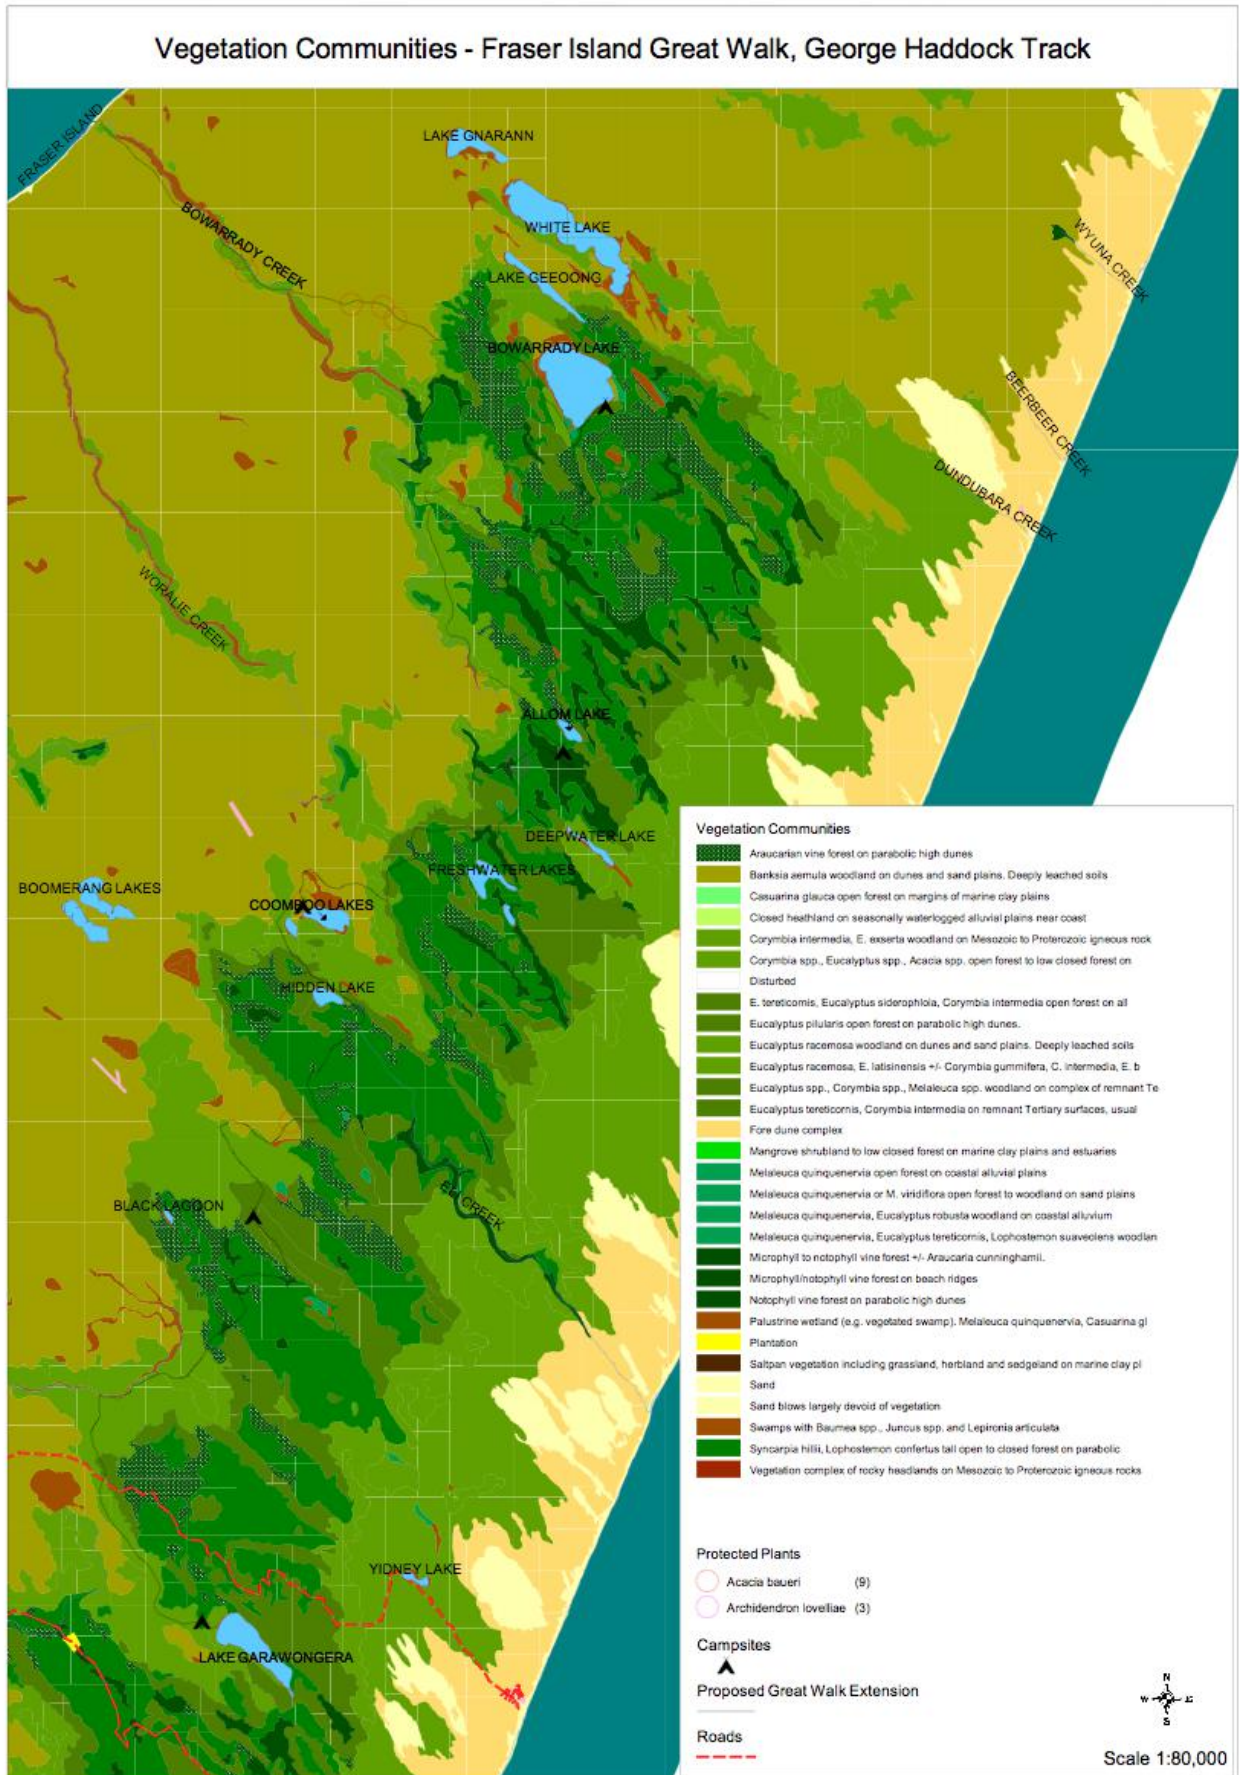 Vegetation Communities - Fraser Island Great Walk, George Haddock Track
FRASER ISLAND
LAKE GNARANN
BOWARRADY CREEK
WHITE LAKE
WYUNA CREEK
LAKE GEEOONG
BOWARRADY LAKE
BEERBEER CREEK
DUNDUBARA CREEK
WORALIE CREEK
ALLOM LAKE
DEEPWATER LAKE
FRESHWATER LAKES
BOOMERANG LAKES
COOMBOO LAKES
HIDDEN LAKE
BLACK LAGOON
ELI CREEK
YIDNEY LAKE
LAKE GARAWONGERA
Vegetation Communities
Araucarian vine forest on parabolic high dunes
Banksia aemula woodland on dunes and sand plains. Deeply leached soils
Casuarina glauca open forest on margins of marine clay plains
Closed heathland on seasonally waterlogged alluvial plains near coast
Corymbia intermedia, E. exserta woodland on Mesozoic to Proterozoic igneous rock
Corymbia spp., Eucalyptus spp., Acacia spp. open forest to low closed forest on
Disturbed
E. tereticornis, Eucalyptus siderophloia, Corymbia intermedia open forest on all
Eucalyptus pilularis open forest on parabolic high dunes.
Eucalyptus racemosa woodland on dunes and sand plains. Deeply leached soils
Eucalyptus racemosa, E. latisinensis +/- Corymbia gummifera, C. intermedia, E. b
Eucalyptus spp., Corymbia spp., Melaleuca spp. woodland on complex of remnant Te
Eucalyptus tereticornis, Corymbia intermedia on remnant Tertiary surfaces, usual
Fore dune complex
Mangrove shrubland to low closed forest on marine clay plains and estuaries
Melaleuca quinquenervia open forest on coastal alluvial plains
Melaleuca quinquenervia or M. viridiflora open forest to woodland on sand plains
Melaleuca quinquenervia, Eucalyptus robusta woodland on coastal alluvium
Melaleuca quinquenervia, Eucalyptus tereticornis, Lophostemon suaveolens woodlan
Microphyll to notophyll vine forest +/- Araucaria cunninghamii.
Microphyll/notophyll vine forest on beach ridges
Notophyll vine forest on parabolic high dunes
Palustrine wetland (e.g. vegetated swamp). Melaleuca quinquenervia, Casuarina gl
Plantation
Saltpan vegetation including grassland, herbland and sedgeland on marine clay pl
Sand
Sand blows largely devoid of vegetation
Swamps with Baumea spp., Juncus spp. and Lepironia articulata
Syncarpia hillii, Lophostemon confertus tall open to closed forest on parabolic
Vegetation complex of rocky headlands on Mesozoic to Proterozoic igneous rocks
Protected Plants
Acacia baueri (9)
Archidendron lovelliae (3)
Campsites
Proposed Great Walk Extension
Roads
N
W E
S
Scale 1:80,000